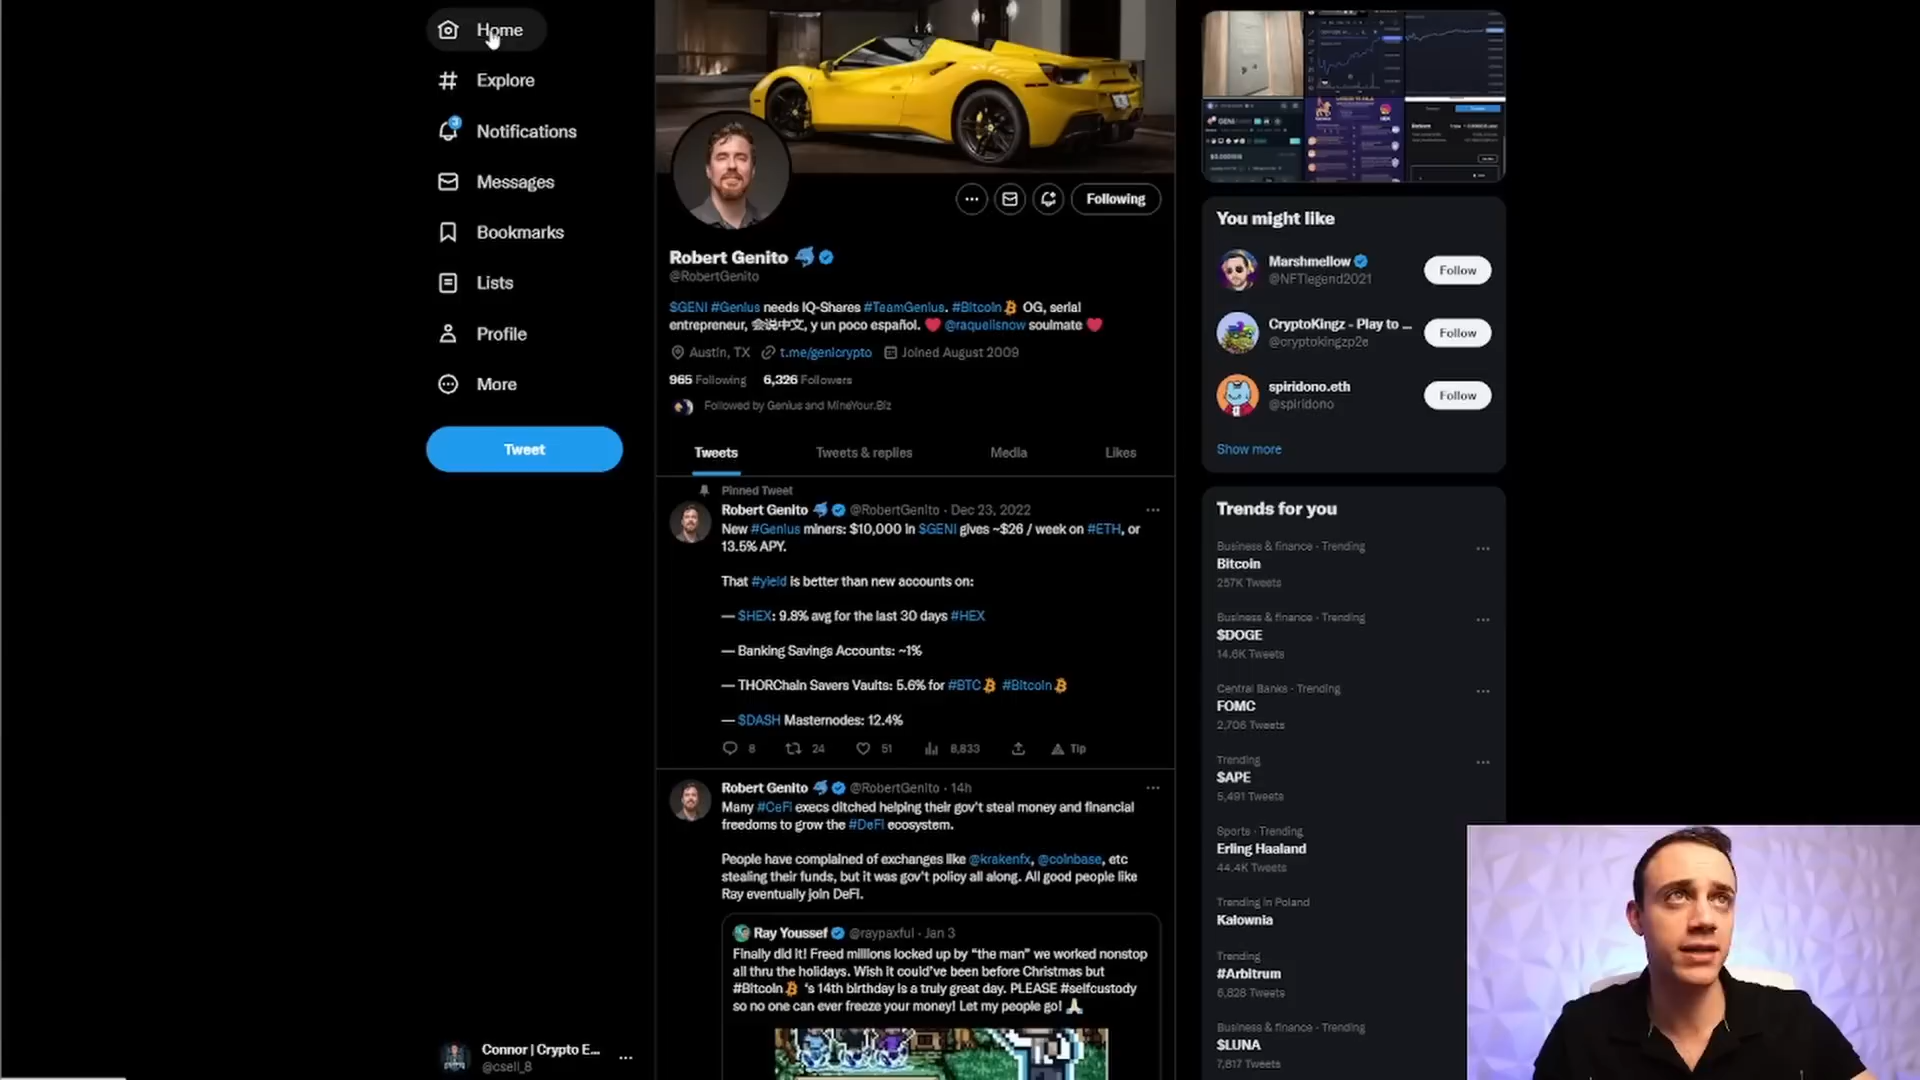 Home
Explore
3
Notifications
Messages
Bookmarks
Lists
Profile
More
Tweet
Connor | Crypto E...
@csell_8
Following
Robert Genito
@RobertGenito
$GENI #Genius needs IQ-Shares #TeamGenius. #Bitcoin OG, serial
entrepreneur, 会说中文, y un poco español. @raquelisnow soulmate
Austin, TX t.me/genicrypto Joined August 2009
965 Following 6,326 Followers
Followed by Genius and MineYour.Biz
Tweets Tweets & replies Media Likes
Pinned Tweet
Robert Genito @RobertGenito · Dec 23, 2022
New #Genius miners: $10,000 in $GENI gives ~$26 / week on #ETH, or
13.5% APY.
That #yield is better than new accounts on:
— $HEX: 9.8% avg for the last 30 days #HEX
— Banking Savings Accounts: ~1%
— THORChain Savers Vaults: 5.6% for #BTC #Bitcoin
— $DASH Masternodes: 12.4%
8 24 51 8,833 Tip
Robert Genito @RobertGenito · 14h
Many #CeFi execs ditched helping their gov't steal money and financial
freedoms to grow the #DeFi ecosystem.
People have complained of exchanges like @krakenfx, @coinbase, etc
stealing their funds, but it was gov't policy all along. All good people like
Ray eventually join DeFi.
Ray Youssef @raypaxful · Jan 3
Finally did it! Freed millions locked up by "the man" we worked nonstop
all thru the holidays. Wish it could've been before Christmas but
#Bitcoin 's 14th birthday is a truly great day. PLEASE #selfcustody
so no one can ever freeze your money! Let my people go!
You might like
Marshmellow
@NFTlegend2021
Follow
CryptoKingz - Play to ...
@cryptokingzp2e
Follow
spiridono.eth
@spiridono
Follow
Show more
Trends for you
Business & finance · Trending
Bitcoin
257K Tweets
Business & finance · Trending
$DOGE
14.6K Tweets
Central Banks · Trending
FOMC
2,706 Tweets
Trending
$APE
5,491 Tweets
Sports · Trending
Erling Haaland
44.4K Tweets
Trending in Poland
Kałownia
Trending
#Arbitrum
6,828 Tweets
Business & finance · Trending
$LUNA
7,817 Tweets